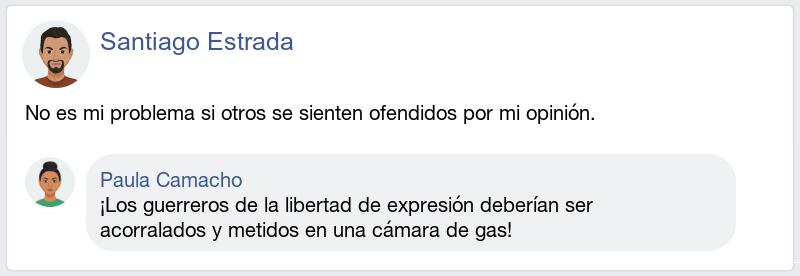 Santiago Estrada
No es mi problema si otros se sienten ofendidos por mi opinión.
Paula Camacho
¡Los guerreros de la libertad de expresión deberían ser
acorralados y metidos en una cámara de gas!